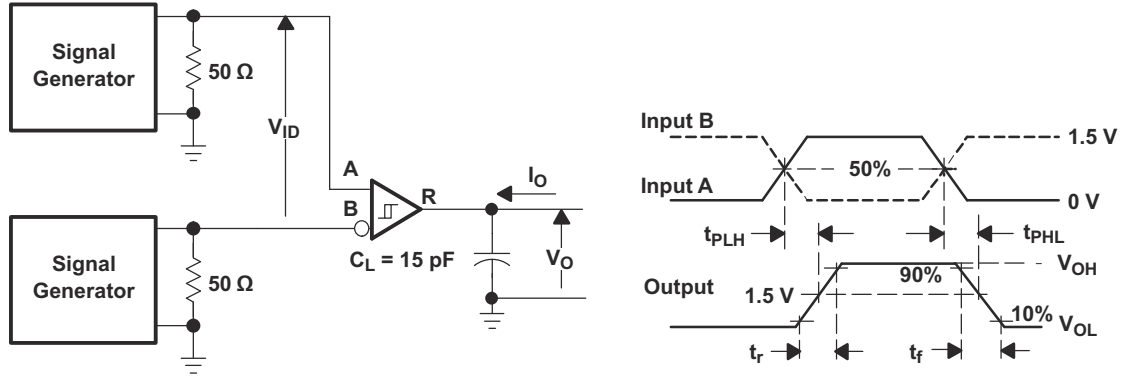 Signal
Generator
50 Ω
V_ID
A
B
R
I_O
C_L = 15 pF
V_O
Signal
Generator
50 Ω
Input B
1.5 V
50%
Input A
0 V
t_PLH
t_PHL
V_OH
90%
Output
1.5 V
10%
V_OL
t_r
t_f